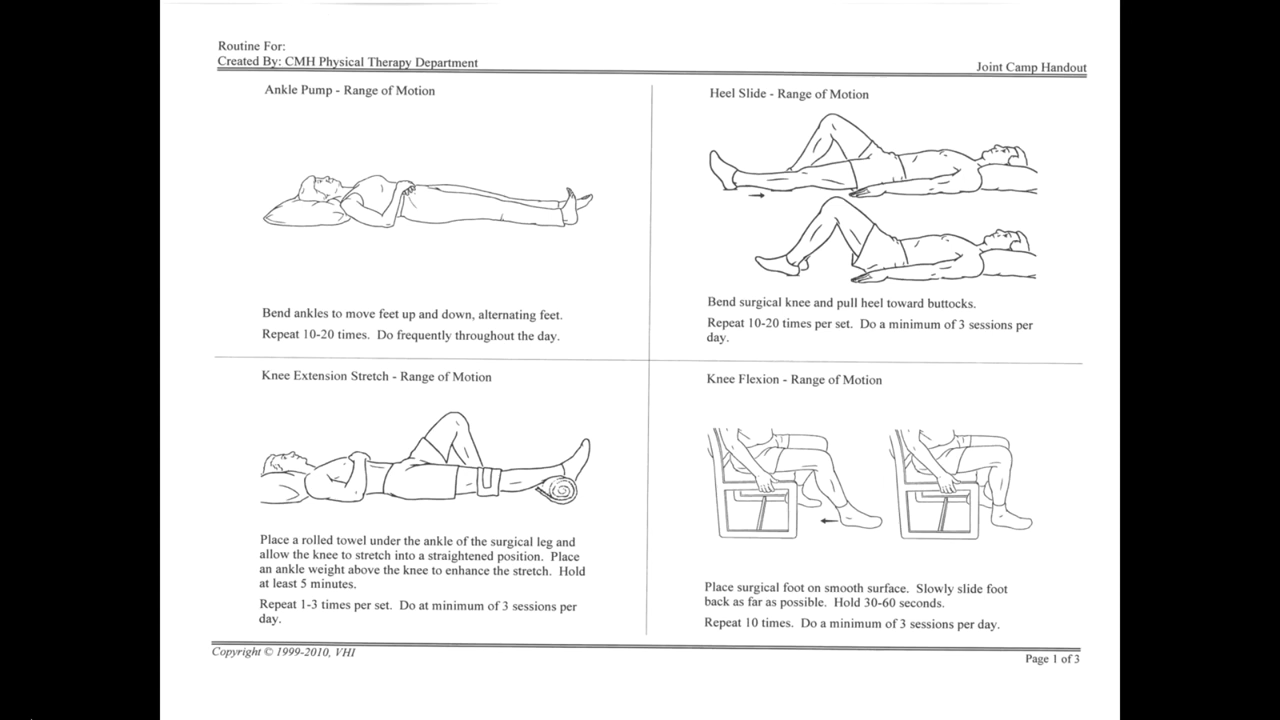 Routine For:
Created By: CMH Physical Therapy Department
Joint Camp Handout
Ankle Pump - Range of Motion
Bend ankles to move feet up and down, alternating feet.
Repeat 10-20 times.  Do frequently throughout the day.
Heel Slide - Range of Motion
Bend surgical knee and pull heel toward buttocks.
Repeat 10-20 times per set.  Do a minimum of 3 sessions per
day.
Knee Extension Stretch - Range of Motion
Place a rolled towel under the ankle of the surgical leg and
allow the knee to stretch into a straightened position.  Place
an ankle weight above the knee to enhance the stretch.  Hold
at least 5 minutes.
Repeat 1-3 times per set.  Do at minimum of 3 sessions per
day.
Knee Flexion - Range of Motion
Place surgical foot on smooth surface.  Slowly slide foot
back as far as possible.  Hold 30-60 seconds.
Repeat 10 times.  Do a minimum of 3 sessions per day.
Copyright © 1999-2010, VHI
Page 1 of 3